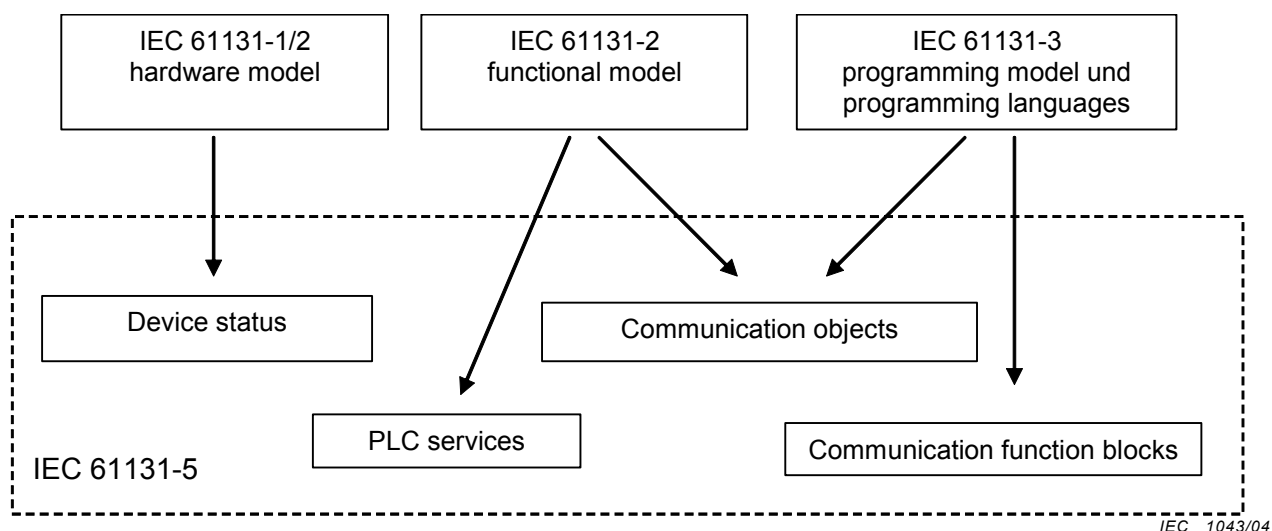 IEC 61131-1/2
hardware model
IEC 61131-2
functional model
IEC 61131-3
programming model und
programming languages
Device status
Communication objects
PLC services
Communication function blocks
IEC 61131-5
IEC 1043/04